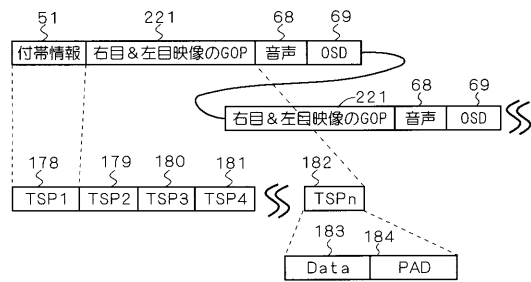 51 221 68 69
付帯情報 右目&左目映像のGOP 音声 OSD
221 68 69
右目&左目映像のGOP 音声 OSD
178 179 180 181 182
TSP1 TSP2 TSP3 TSP4 TSPn
183 184
Data PAD